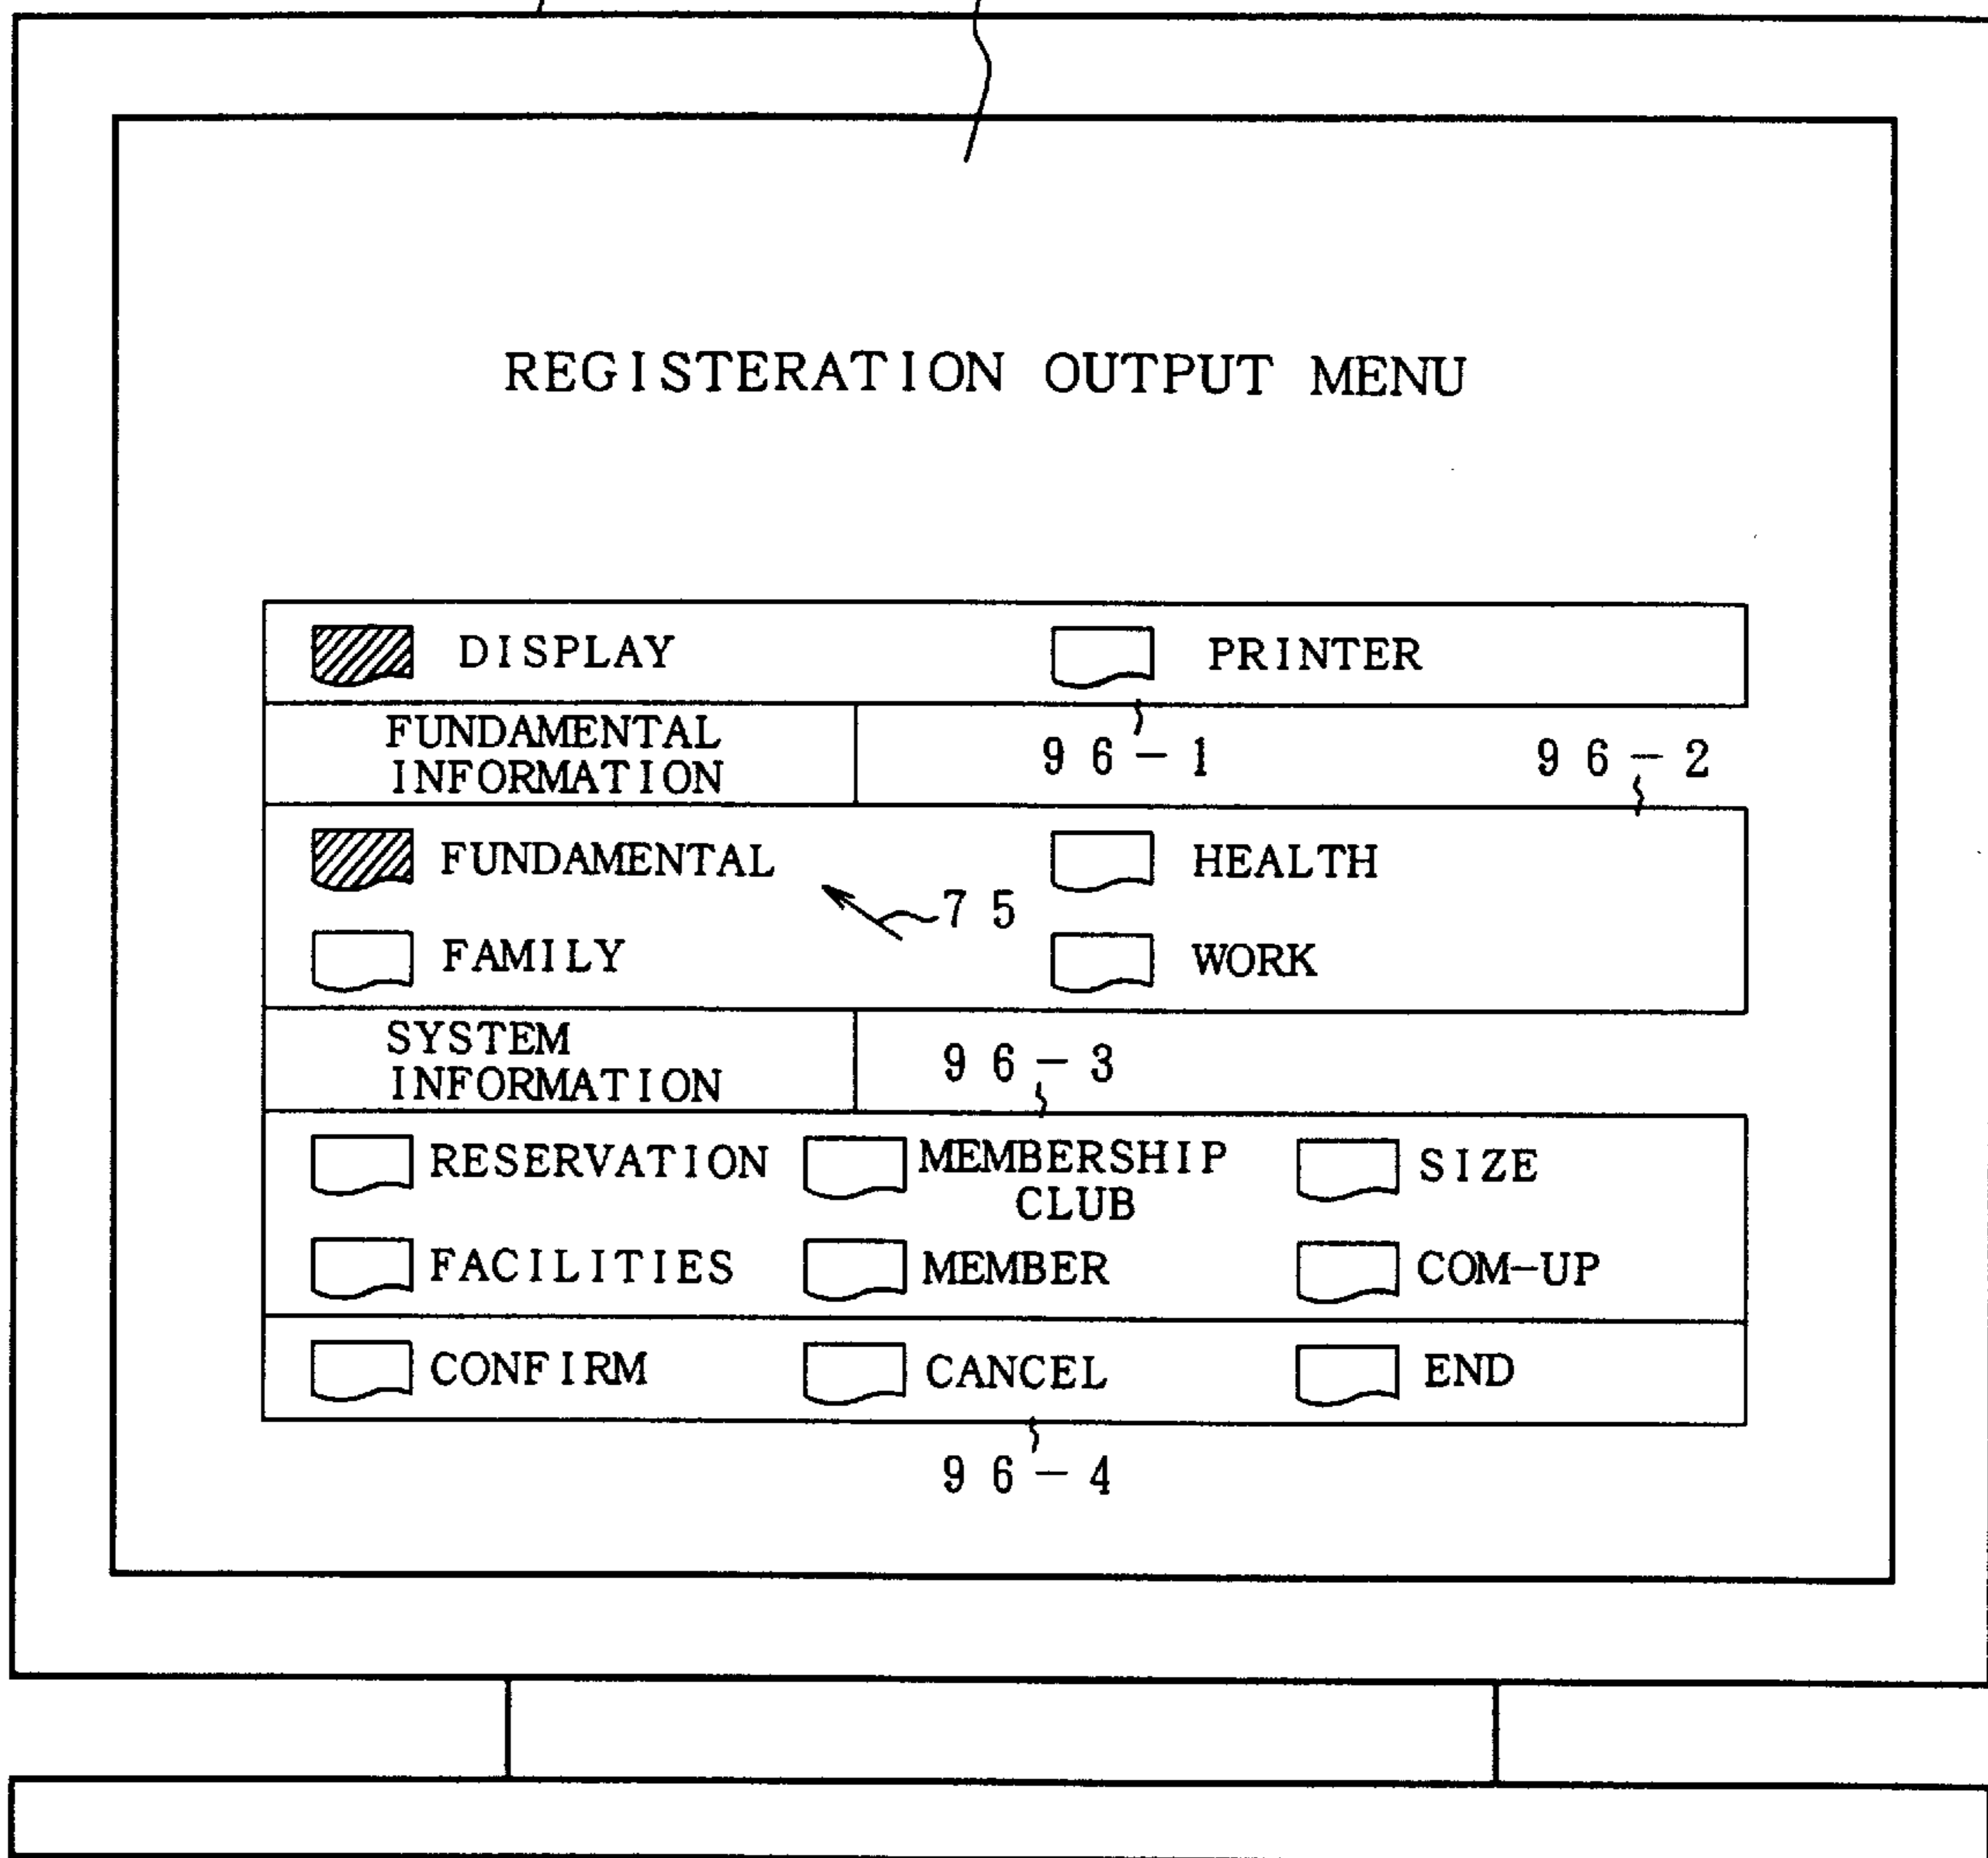 REGISTERATION OUTPUT MENU
DISPLAY PRINTER
FUNDAMENTAL
INFORMATION
96-1 96-2
FUNDAMENTAL HEALTH
75
FAMILY WORK
SYSTEM
INFORMATION
96-3
RESERVATION MEMBERSHIP CLUB SIZE
FACILITIES MEMBER COM-UP
CONFIRM CANCEL END
96-4